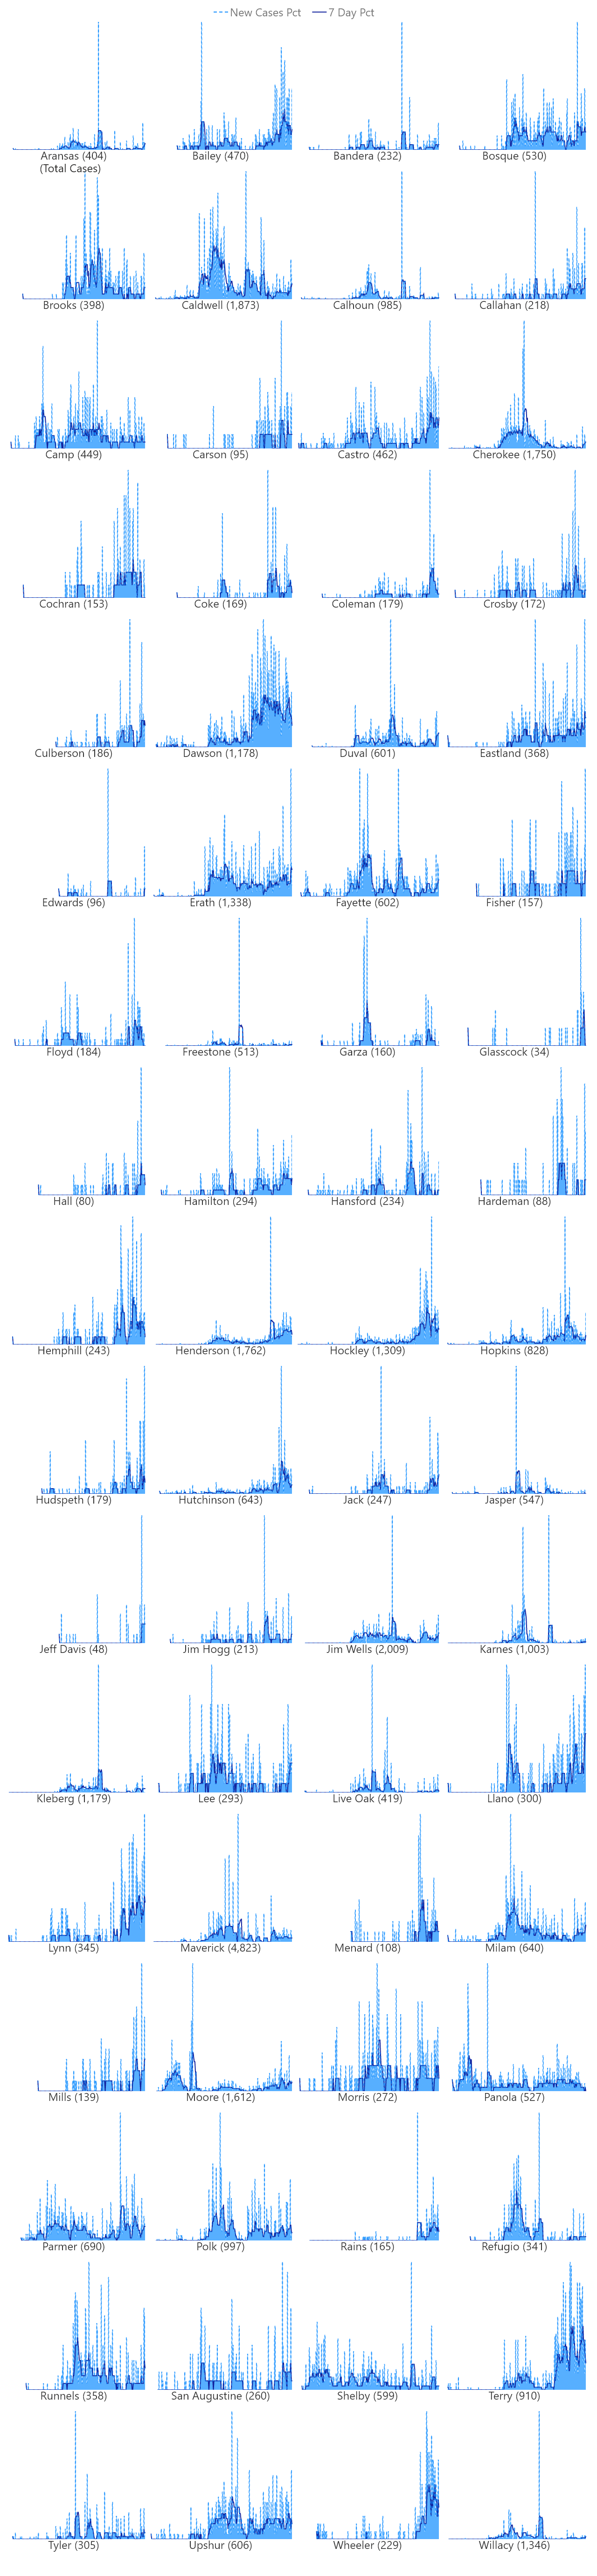 New Cases Pct 7 Day Pct
Aransas (404) Bailey (470) Bandera (232) Bosque (530)
(Total Cases)
Brooks (398) Caldwell (1,873) Calhoun (985) Callahan (218)
Camp (449) Carson (95) Castro (462) Cherokee (1,750)
Cochran (153) Coke (169) Coleman (179) Crosby (172)
Culberson (186) Dawson (1,178) Duval (601) Eastland (368)
Edwards (96) Erath (1,338) Fayette (602) Fisher (157)
Floyd (184) Freestone (513) Garza (160) Glasscock (34)
Hall (80) Hamilton (294) Hansford (234) Hardeman (88)
Hemphill (243) Henderson (1,762) Hockley (1,309) Hopkins (828)
Hudspeth (179) Hutchinson (643) Jack (247) Jasper (547)
Jeff Davis (48) Jim Hogg (213) Jim Wells (2,009) Karnes (1,003)
Kleberg (1,179) Lee (293) Live Oak (419) Llano (300)
Lynn (345) Maverick (4,823) Menard (108) Milam (640)
Mills (139) Moore (1,612) Morris (272) Panola (527)
Parmer (690) Polk (997) Rains (165) Refugio (341)
Runnels (358) San Augustine (260) Shelby (599) Terry (910)
Tyler (305) Upshur (606) Wheeler (229) Willacy (1,346)